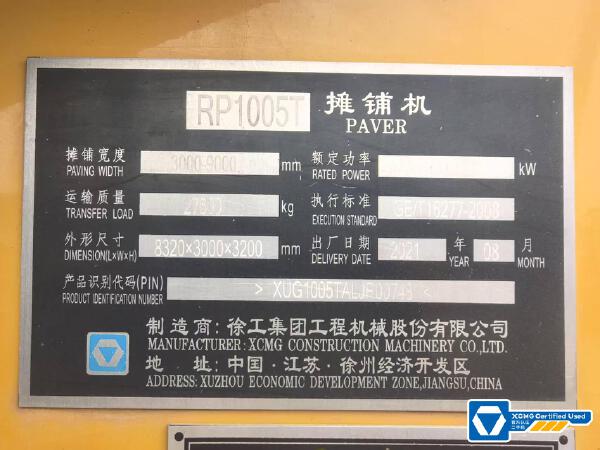 RP1005T 摊铺机
PAVER
摊铺宽度 3000-9000 mm
PAVING WIDTH
额定功率 kW
RATED POWER
运输质量 kg
TRANSFER LOAD
执行标准 GB/T16277-2008
EXECUTION STANDARD
外形尺寸 8320×3000×3200 mm
DIMENSION(L×W×H)
出厂日期 2021 年 08 月
DELIVERY DATE YEAR MONTH
产品识别代码(PIN)
PRODUCT IDENTIFICATION NUMBER
制造商:徐工集团工程机械股份有限公司
MANUFACTURER: XCMG CONSTRUCTION MACHINERY CO.,LTD.
地 址:中国·江苏·徐州经济开发区
ADDRESS: XUZHOU ECONOMIC DEVELOPMENT ZONE,JIANGSU,CHINA
XCMG Certified Used